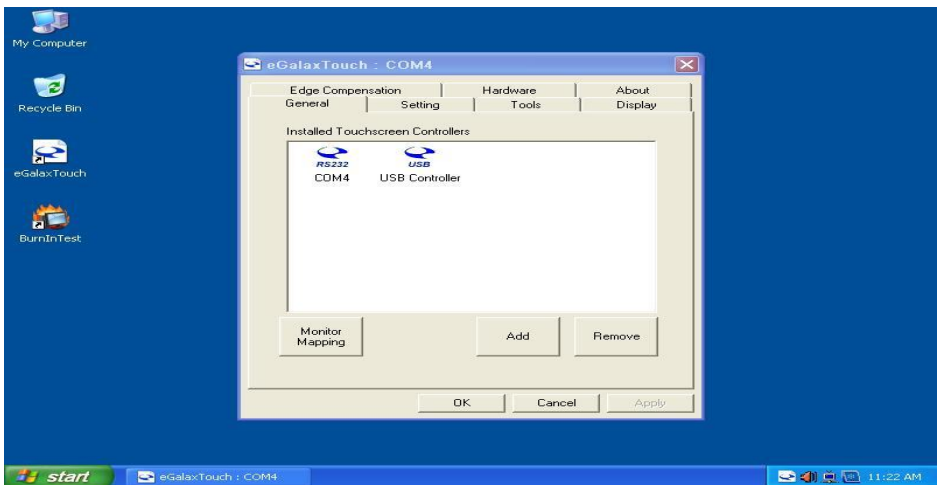 My Computer
Recycle Bin
eGalaxTouch
BurnInTest
eGalaxTouch : COM4
Edge Compensation Hardware About
General Setting Tools Display
Installed Touchscreen Controllers
RS232 USB
COM4 USB Controller
Monitor
Mapping
Add Remove
OK Cancel Apply
start eGalaxTouch : COM4 11:22 AM